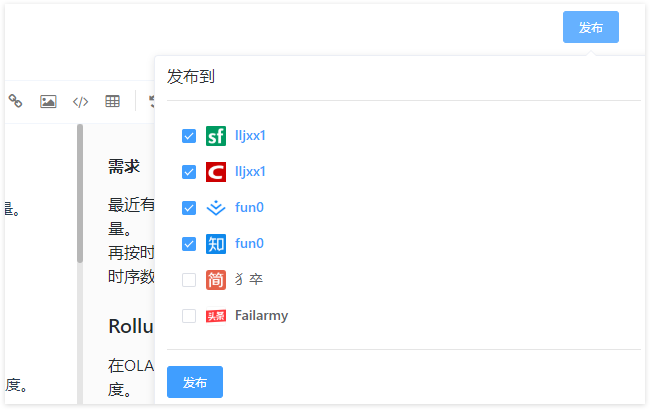 发布
发布到
sf lljxx1
C lljxx1
fun0
知 fun0
简 犭卒
头条 Failarmy
发布
量。
度。
需求
最近有
量。
再按时
时序数
Rollu
在OLA
度。